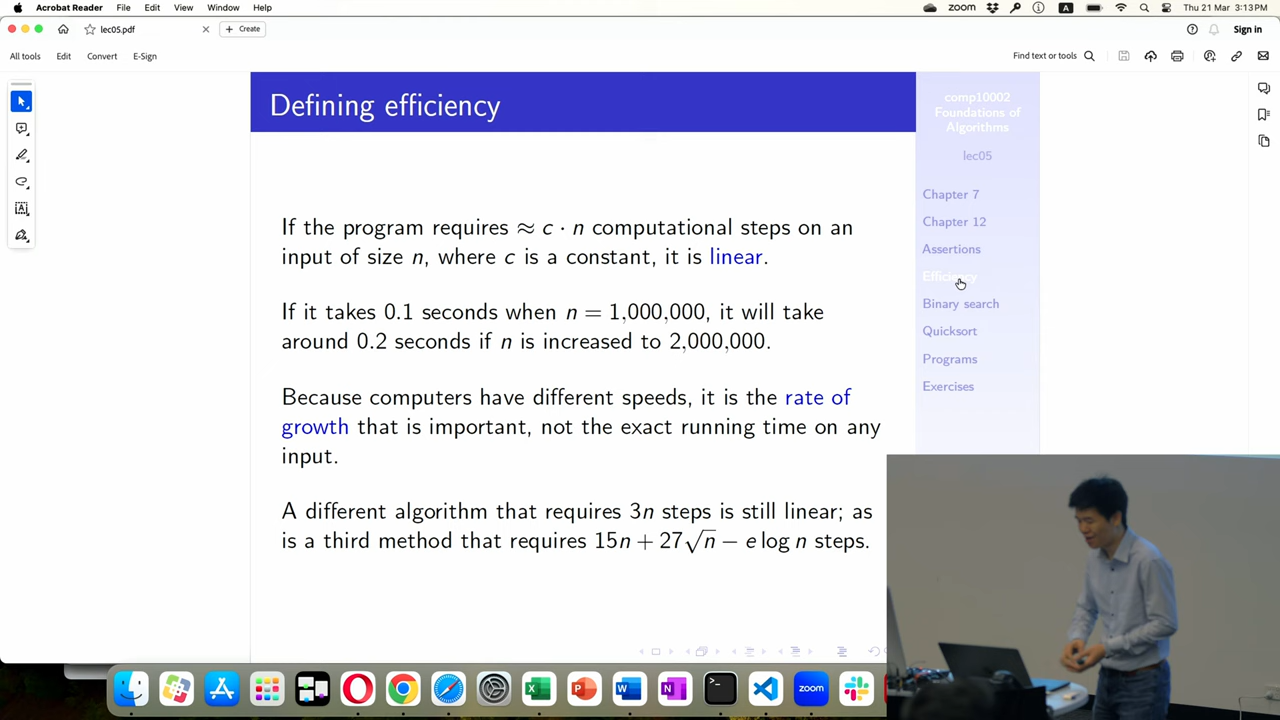 Acrobat Reader File Edit View Window Help
zoom A Thu 21 Mar 3:13 PM
lec05.pdf × + Create Sign in
All tools Edit Convert E-Sign Find text or tools
Defining efficiency
If the program requires ≈ c · n computational steps on an
input of size n, where c is a constant, it is linear.
If it takes 0.1 seconds when n = 1,000,000, it will take
around 0.2 seconds if n is increased to 2,000,000.
Because computers have different speeds, it is the rate of
growth that is important, not the exact running time on any
input.
A different algorithm that requires 3n steps is still linear; as
is a third method that requires 15n + 27√n − e log n steps.
comp10002
Foundations of
Algorithms
lec05
Chapter 7
Chapter 12
Assertions
Efficiency
Binary search
Quicksort
Programs
Exercises
zoom